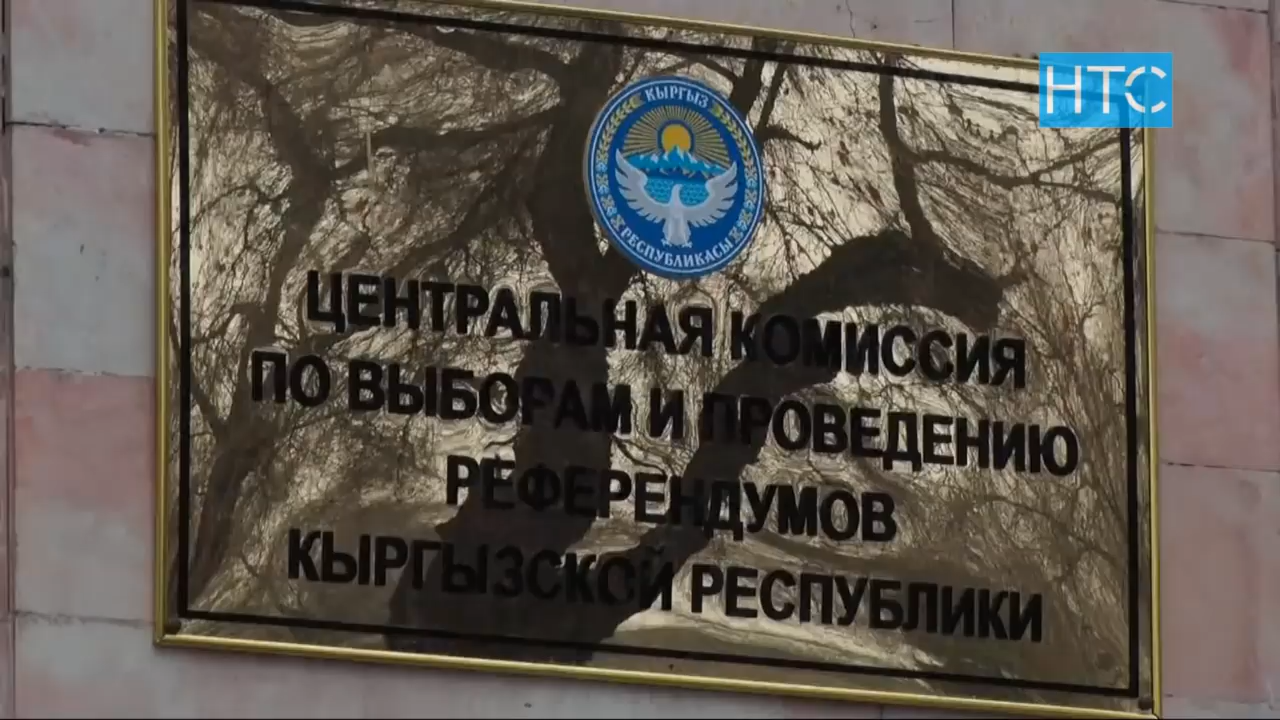 НТС
КЫРГЫЗ
РЕСПУБЛИКАСЫ
ЦЕНТРАЛЬНАЯ КОМИССИЯ
ПО ВЫБОРАМ И ПРОВЕДЕНИЮ
РЕФЕРЕНДУМОВ
КЫРГЫЗСКОЙ РЕСПУБЛИКИ